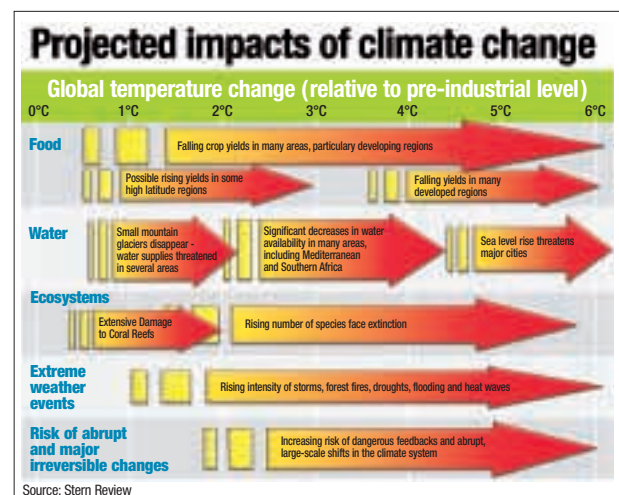 Projected impacts of climate change
Global temperature change (relative to pre-industrial level)
0°C 1°C 2°C 3°C 4°C 5°C 6°C
Food
Falling crop yields in many areas, particulary developing regions
Possible rising yields in some
high latitude regions
Falling yields in many
developed regions
Water
Small mountain
glaciers disappear -
water supplies threatened
in several areas
Significant decreases in water
availability in many areas,
including Mediterranean
and Southern Africa
Sea level rise threatens
major cities
Ecosystems
Extensive Damage
to Coral Reefs
Rising number of species face extinction
Extreme
weather
events
Rising intensity of storms, forest fires, droughts, flooding and heat waves
Risk of abrupt
and major
irreversible changes
Increasing risk of dangerous feedbacks and abrupt,
large-scale shifts in the climate system
Source: Stern Review